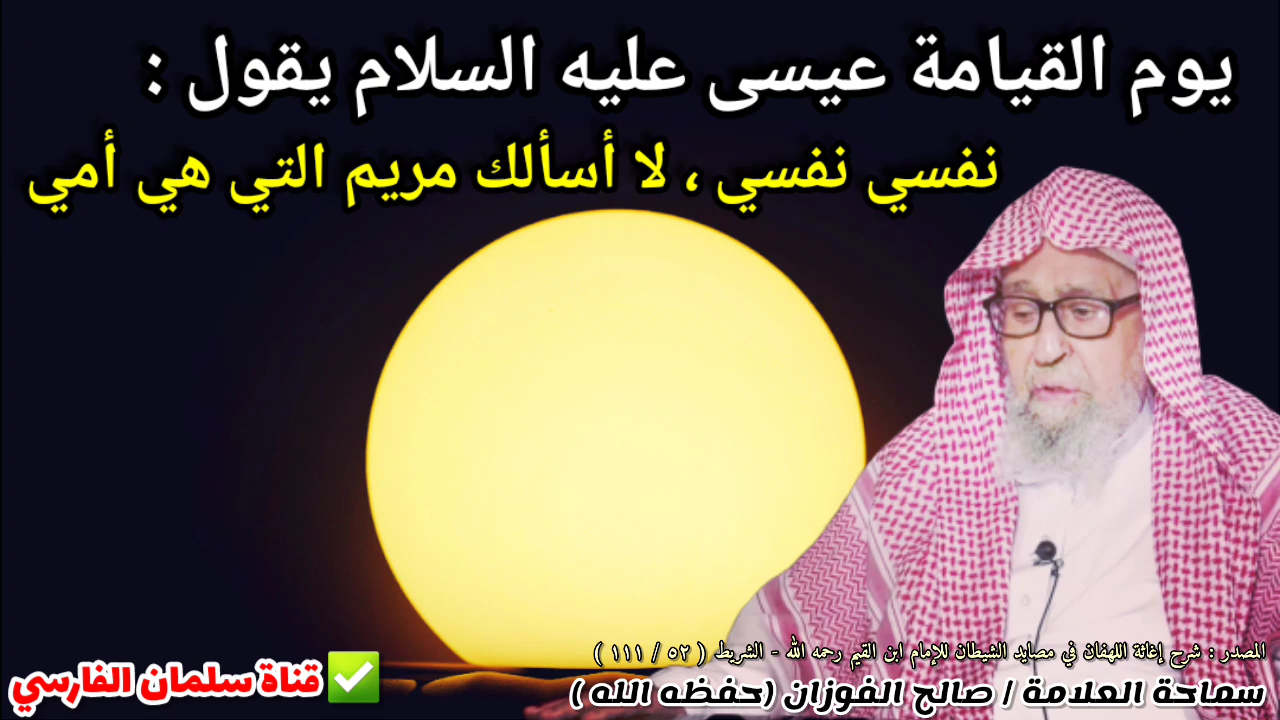 يوم القيامة عيسى عليه السلام يقول :
نفسي نفسي ، لا أسألك مريم التي هي أمي
المصدر : شرح إغاثة اللهفان في مصايد الشيطان للإمام ابن القيم رحمه الله - الشريط ( ٥٢ / ١١١ )
سماحة العلامة / صالح الفوزان (حفظه الله )
قناة سلمان الفارسي